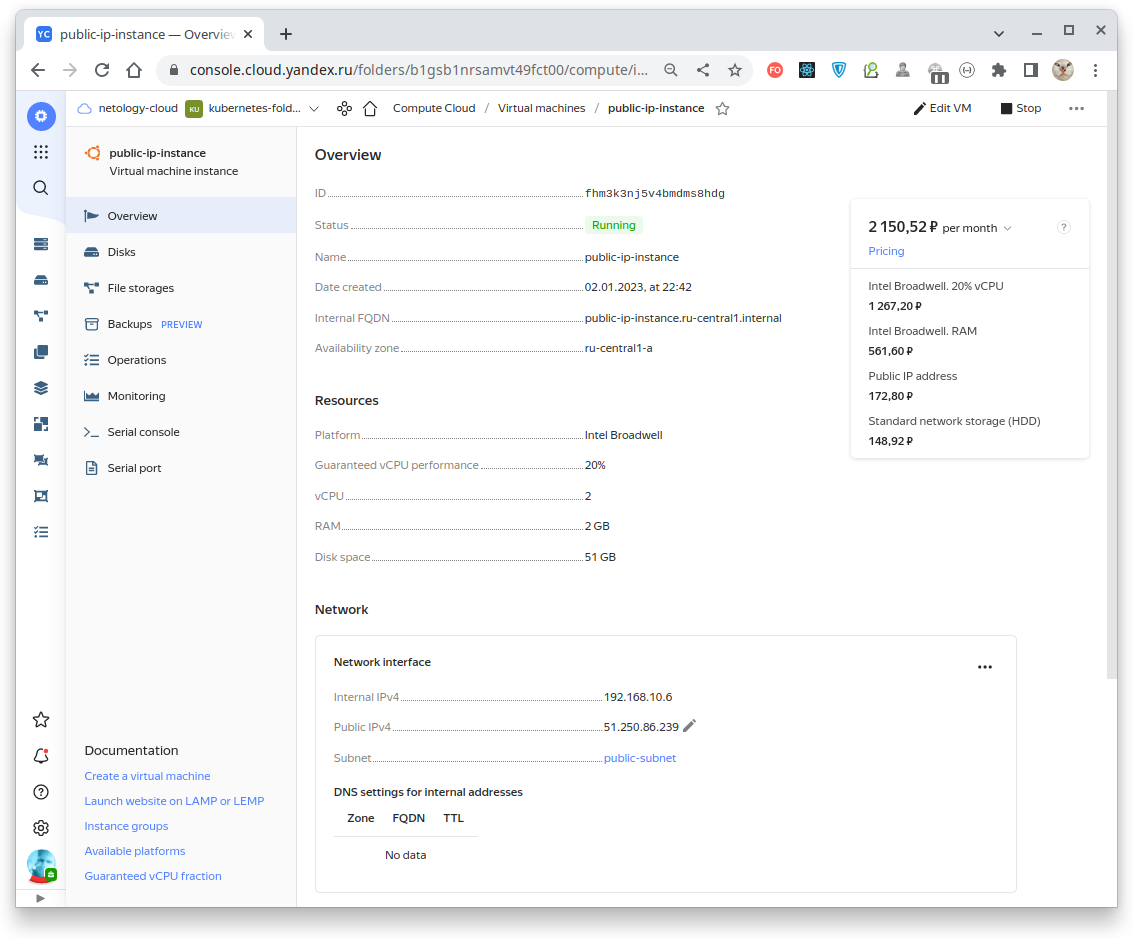 YC public-ip-instance — Overvie
console.cloud.yandex.ru/folders/b1gsb1nrsamvt49fct00/compute/i...
FO
netology-cloud KU kubernetes-fold... Compute Cloud / Virtual machines / public-ip-instance Edit VM Stop
public-ip-instance
Virtual machine instance
Overview
Disks
File storages
Backups PREVIEW
Operations
Monitoring
Serial console
Serial port
Documentation
Create a virtual machine
Launch website on LAMP or LEMP
Instance groups
Available platforms
Guaranteed vCPU fraction
Overview
ID fhm3k3nj5v4bmdms8hdg
Status Running
Name public-ip-instance
Date created 02.01.2023, at 22:42
Internal FQDN public-ip-instance.ru-central1.internal
Availability zone ru-central1-a
Resources
Platform Intel Broadwell
Guaranteed vCPU performance 20%
vCPU 2
RAM 2 GB
Disk space 51 GB
Network
Network interface
Internal IPv4 192.168.10.6
Public IPv4 51.250.86.239
Subnet public-subnet
DNS settings for internal addresses
Zone FQDN TTL
No data
2 150,52 ₽ per month ?
Pricing
Intel Broadwell. 20% vCPU
1 267,20 ₽
Intel Broadwell. RAM
561,60 ₽
Public IP address
172,80 ₽
Standard network storage (HDD)
148,92 ₽